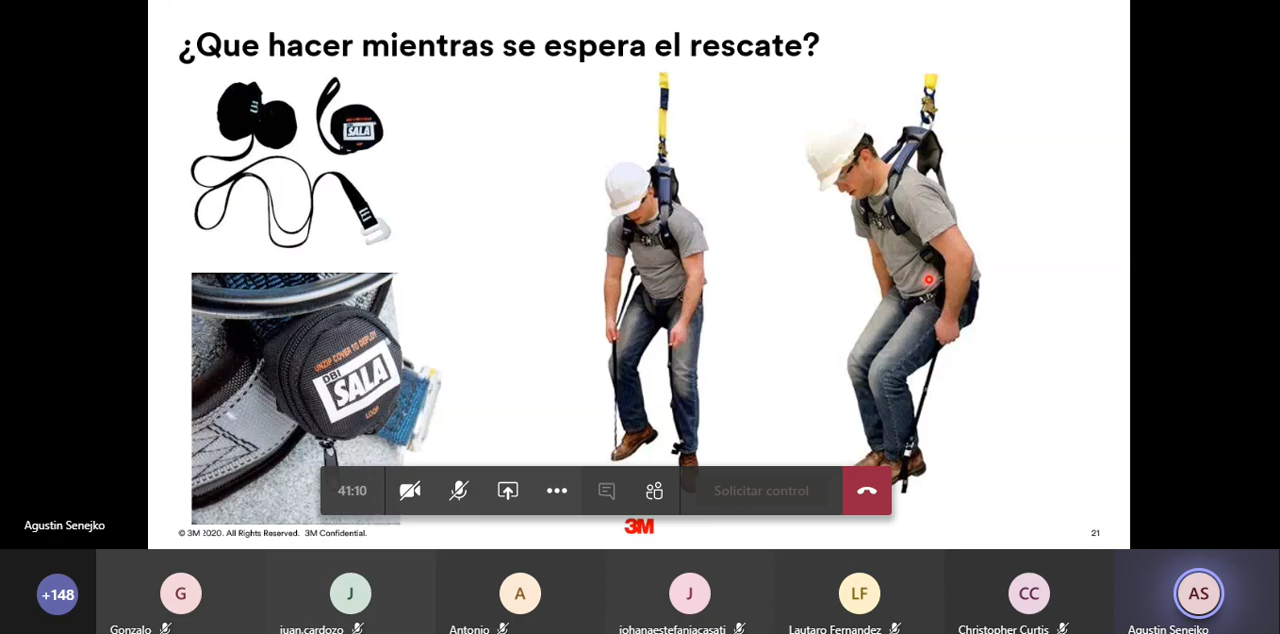 ¿Que hacer mientras se espera el rescate?
SALA
UNZIP COVER TO DEPLOY
DBI
SALA
LOOP
41:10
Solicitar control
Agustin Senejko
© 3M 2020. All Rights Reserved. 3M Confidential.
3M
21
+148
G
J
A
J
LF
CC
AS
Gonzalo
juan.cardozo
Antonio
johanaestefaniacasati
Lautaro Fernandez
Christopher Curtis
Agustin Senejko